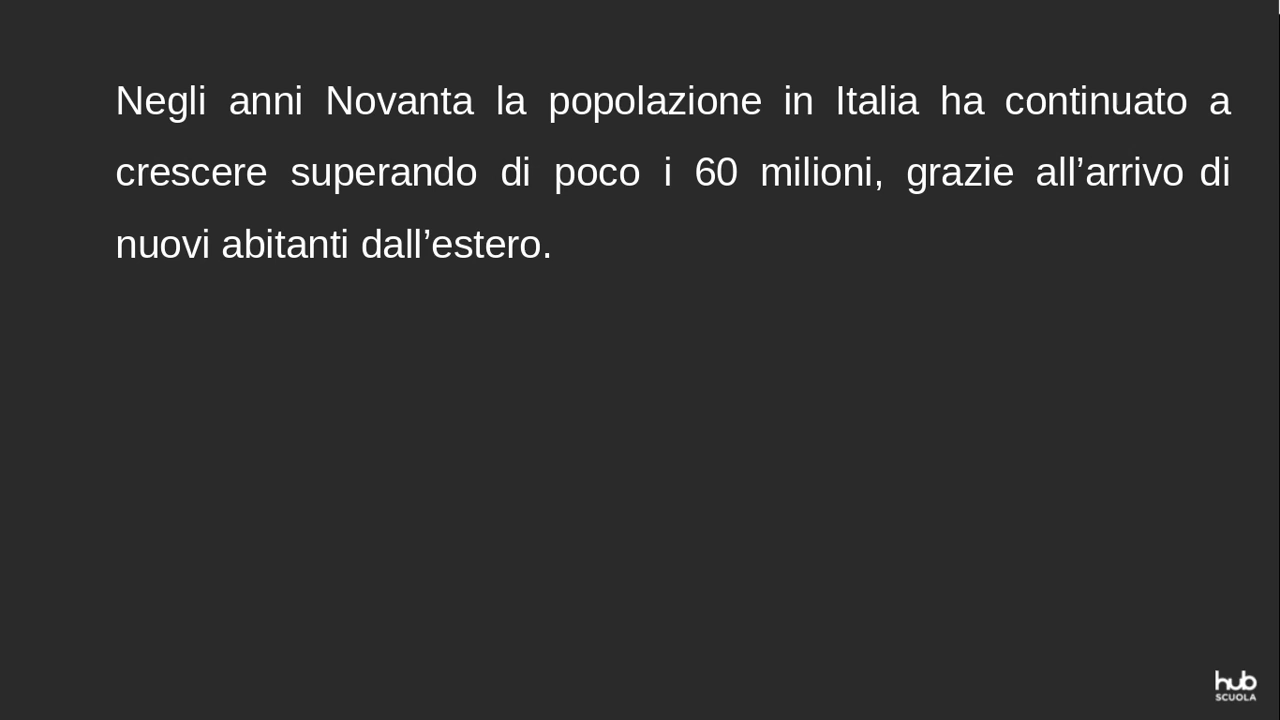 Negli anni Novanta la popolazione in Italia ha continuato a
crescere superando di poco i 60 milioni, grazie all’arrivo di
nuovi abitanti dall’estero.
hub
SCUOLA